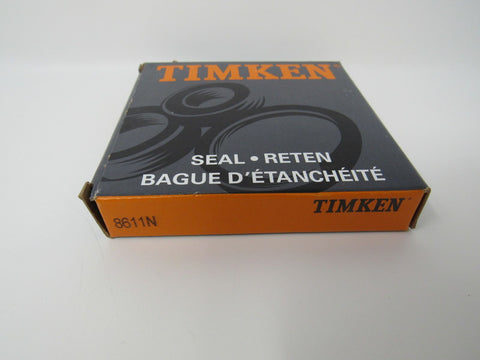 TIMKEN
SEAL • RETEN
BAGUE D'ÉTANCHÉITÉ
8611N
TIMKEN